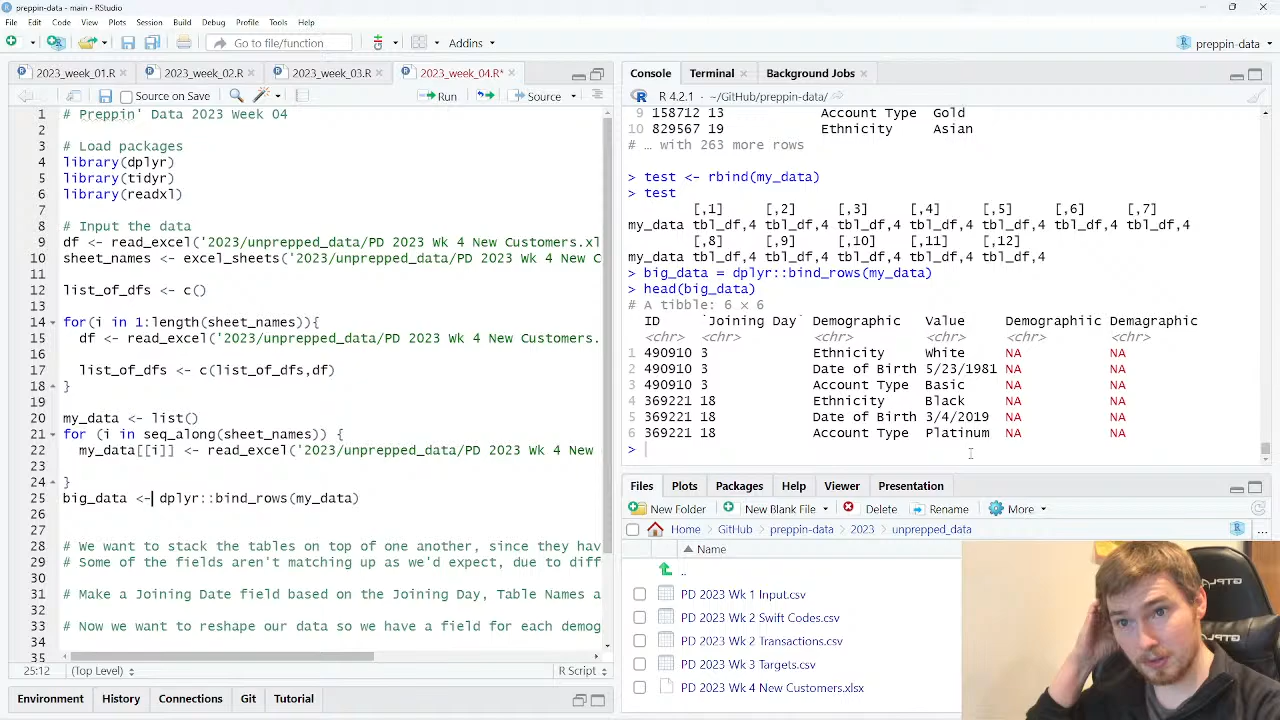 preppin-data - main - RStudio
File Edit Code View Plots Session Build Debug Profile Tools Help
Go to file/function
Addins
preppin-data
2023_week_01.R
2023_week_02.R
2023_week_03.R
2023_week_04.R*
Source on Save
Run
Source
1 # Preppin' Data 2023 Week 04
2
3 # Load packages
4 library(dplyr)
5 library(tidyr)
6 library(readxl)
7
8 # Input the data
9 df <- read_excel('2023/unprepped_data/PD 2023 Wk 4 New Customers.xl
10 sheet_names <- excel_sheets('2023/unprepped_data/PD 2023 Wk 4 New C
11
12 list_of_dfs <- c()
13
14 for(i in 1:length(sheet_names)){
15 df <- read_excel('2023/unprepped_data/PD 2023 Wk 4 New Customers.
16
17 list_of_dfs <- c(list_of_dfs,df)
18 }
19
20 my_data <- list()
21 for (i in seq_along(sheet_names)) {
22 my_data[[i]] <- read_excel('2023/unprepped_data/PD 2023 Wk 4 New
23
24 }
25 big_data <- dplyr::bind_rows(my_data)
26
27
28 # We want to stack the tables on top of one another, since they hav
29 # Some of the fields aren't matching up as we'd expect, due to diff
30
31 # Make a Joining Date field based on the Joining Day, Table Names a
32
33 # Now we want to reshape our data so we have a field for each demog
34
35
25:12 (Top Level) R Script
Environment History Connections Git Tutorial
Console Terminal Background Jobs
R 4.2.1 · ~/GitHub/preppin-data/
9 158712 13 Account Type Gold
10 829567 19 Ethnicity Asian
# … with 263 more rows
> test <- rbind(my_data)
> test
[,1] [,2] [,3] [,4] [,5] [,6] [,7]
my_data tbl_df,4 tbl_df,4 tbl_df,4 tbl_df,4 tbl_df,4 tbl_df,4 tbl_df,4
[,8] [,9] [,10] [,11] [,12]
my_data tbl_df,4 tbl_df,4 tbl_df,4 tbl_df,4 tbl_df,4
> big_data = dplyr::bind_rows(my_data)
> head(big_data)
# A tibble: 6 × 6
ID `Joining Day` Demographic Value Demographiic Demagraphic
<chr> <chr> <chr> <chr> <chr> <chr>
1 490910 3 Ethnicity White NA NA
2 490910 3 Date of Birth 5/23/1981 NA NA
3 490910 3 Account Type Basic NA NA
4 369221 18 Ethnicity Black NA NA
5 369221 18 Date of Birth 3/4/2019 NA NA
6 369221 18 Account Type Platinum NA NA
>
Files Plots Packages Help Viewer Presentation
New Folder New Blank File Delete Rename More
Home GitHub preppin-data 2023 unprepped_data
Name
..
PD 2023 Wk 1 Input.csv
PD 2023 Wk 2 Swift Codes.csv
PD 2023 Wk 2 Transactions.csv
PD 2023 Wk 3 Targets.csv
PD 2023 Wk 4 New Customers.xlsx